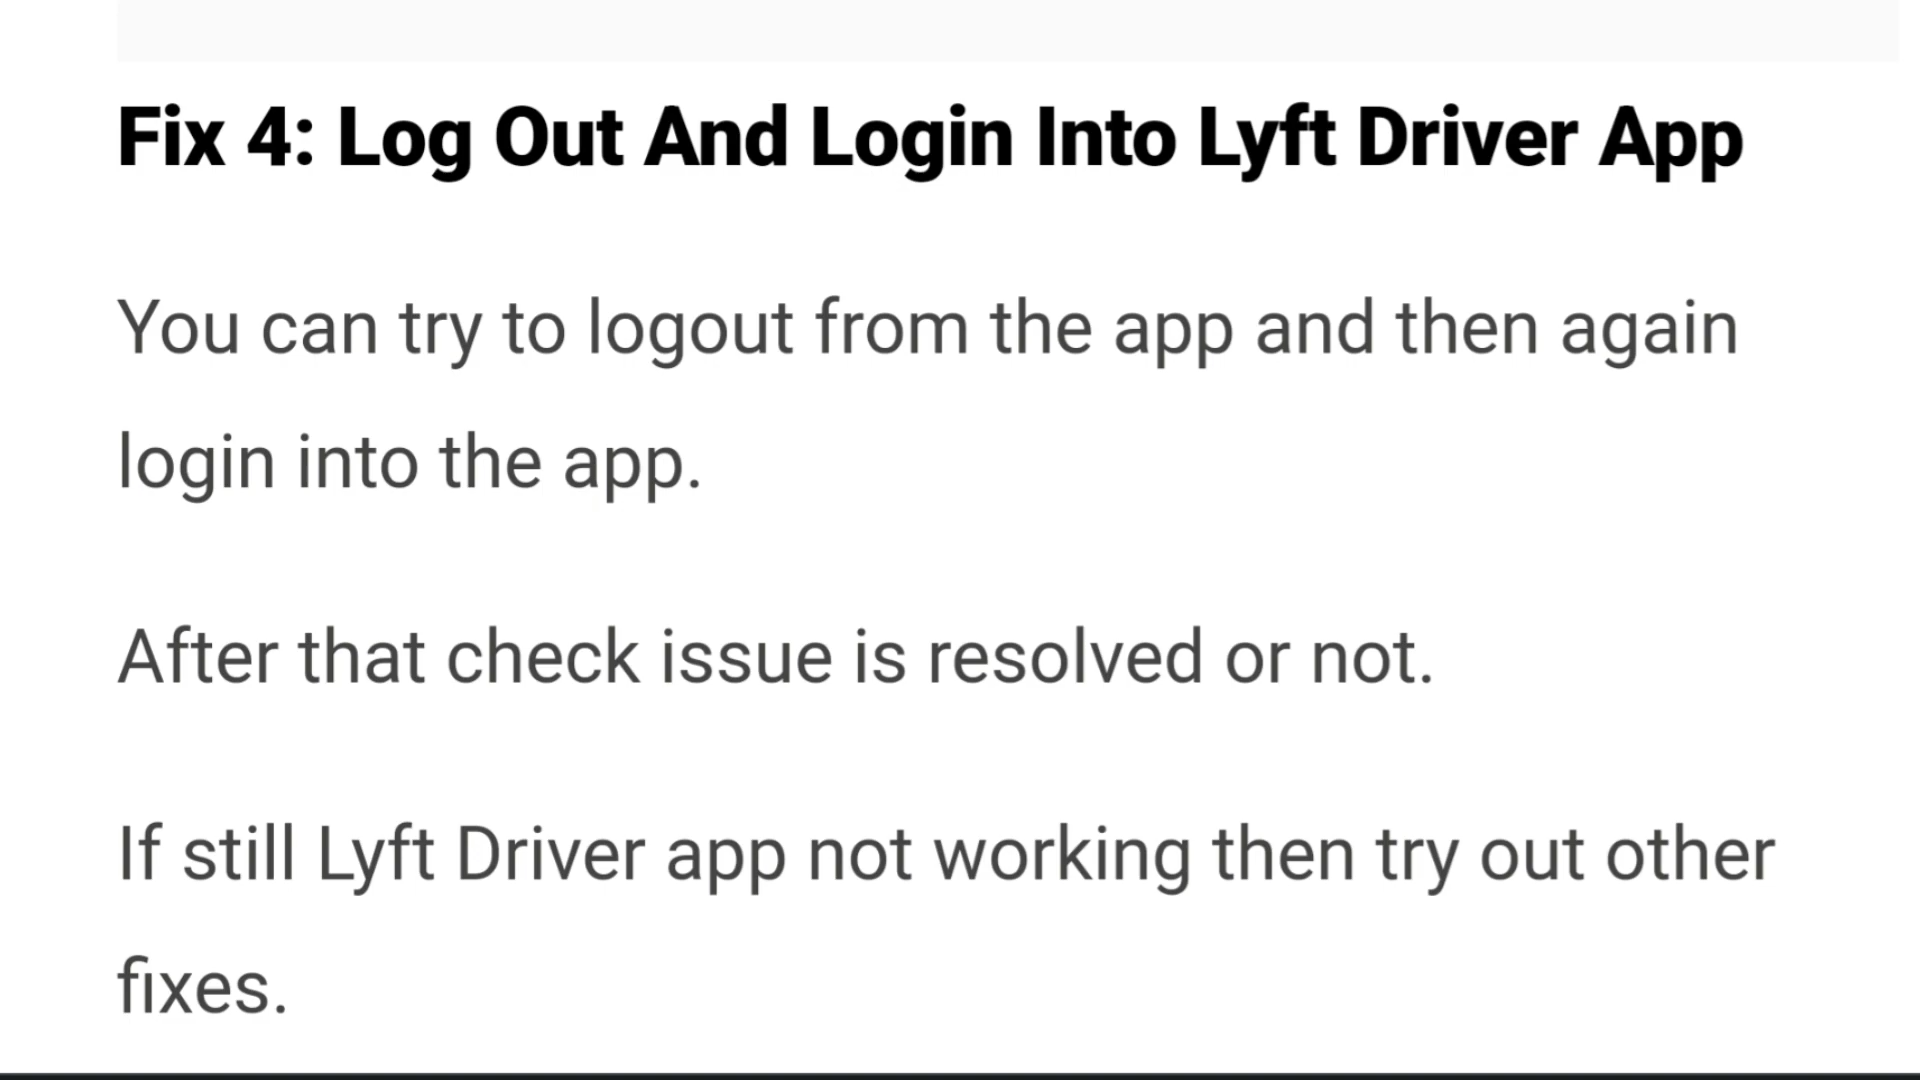 Fix 4: Log Out And Login Into Lyft Driver App
You can try to logout from the app and then again
login into the app.
After that check issue is resolved or not.
If still Lyft Driver app not working then try out other
fixes.